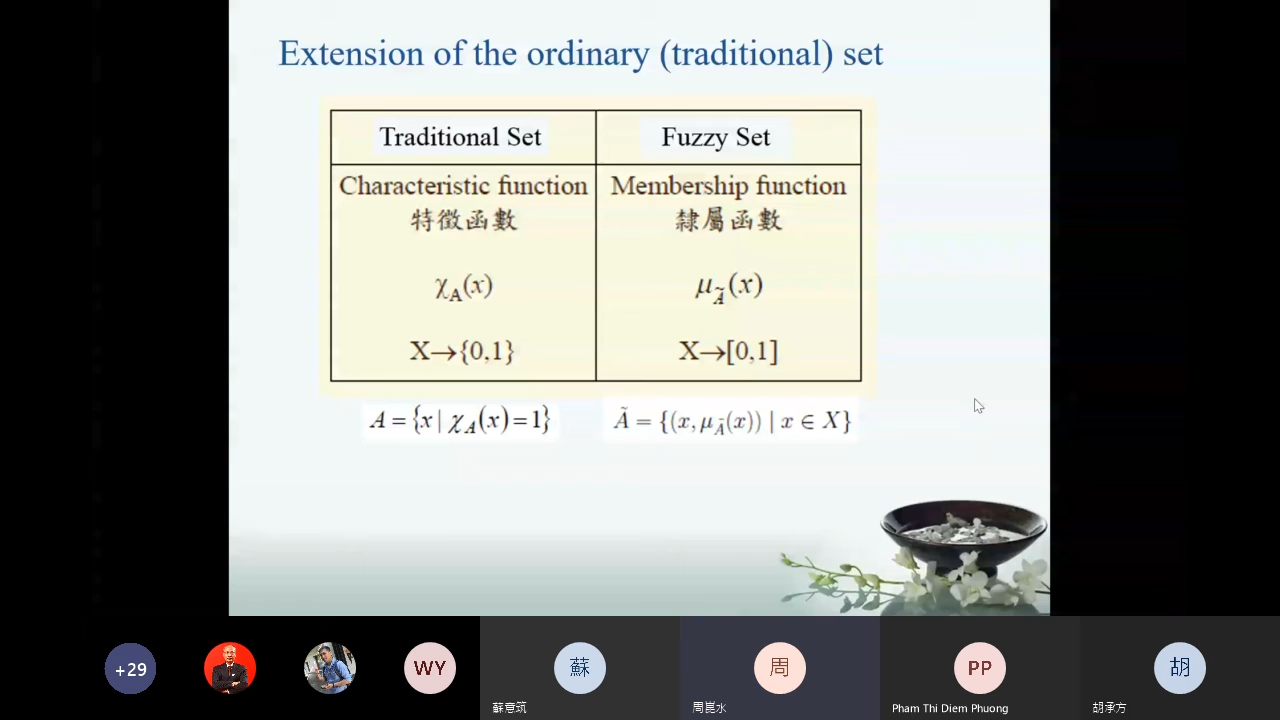 Extension of the ordinary (traditional) set
Traditional Set
Fuzzy Set
Characteristic function
特徵函數
χA(x)
X→{0,1}
Membership function
隸屬函數
μÃ(x)
X→[0,1]
A = {x | χA(x) = 1}
Ã = {(x, μÃ(x)) | x ∈ X}
+29
WY
蘇
蘇意筑
周
周崑水
PP
Pham Thi Diem Phuong
胡
胡承方